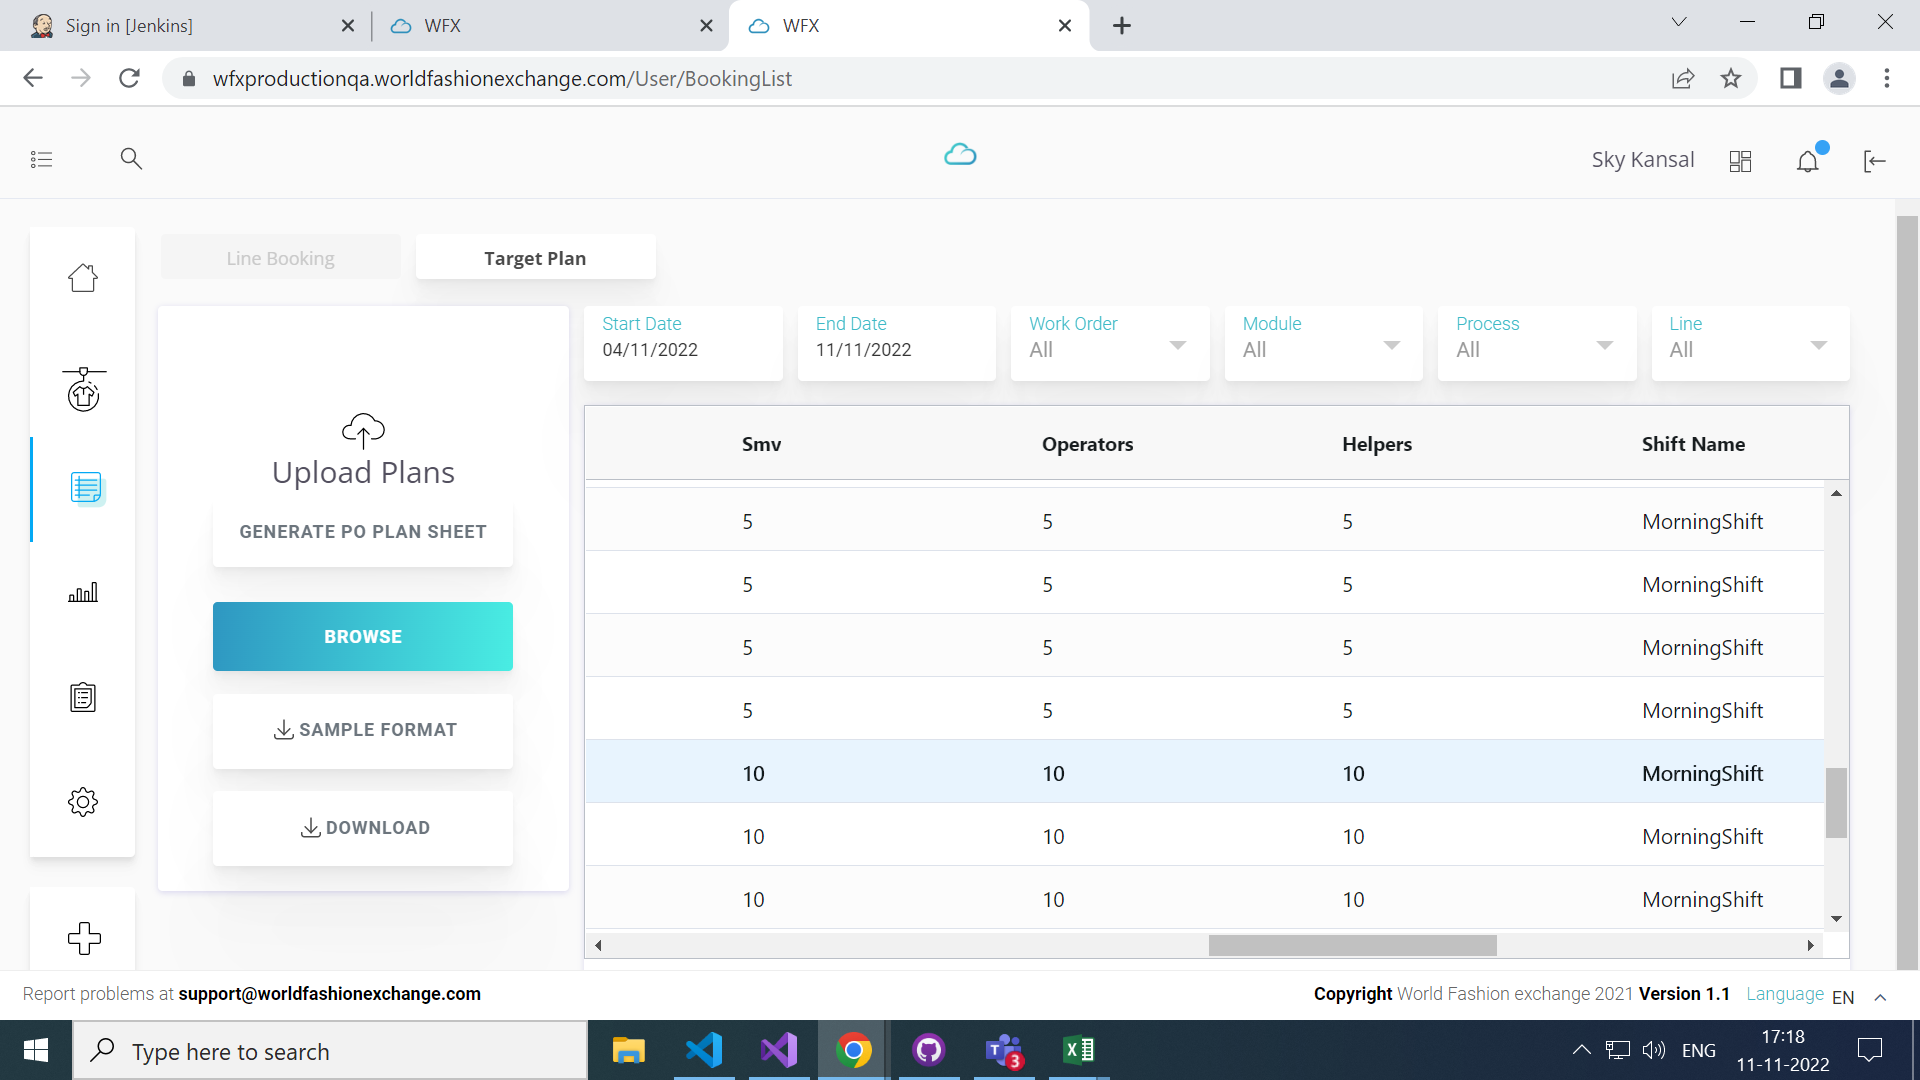 Sign in [Jenkins]
WFX
WFX
wfxproductionqa.worldfashionexchange.com/User/BookingList
Sky Kansal
Line Booking
Target Plan
Upload Plans
GENERATE PO PLAN SHEET
BROWSE
SAMPLE FORMAT
DOWNLOAD
Start Date
04/11/2022
End Date
11/11/2022
Work Order
All
Module
All
Process
All
Line
All
Smv Operators Helpers Shift Name
5 5 5 MorningShift
5 5 5 MorningShift
5 5 5 MorningShift
5 5 5 MorningShift
10 10 10 MorningShift
10 10 10 MorningShift
10 10 10 MorningShift
Report problems at support@worldfashionexchange.com
Copyright World Fashion exchange 2021 Version 1.1 Language EN
Type here to search
3
ENG
17:18
11-11-2022